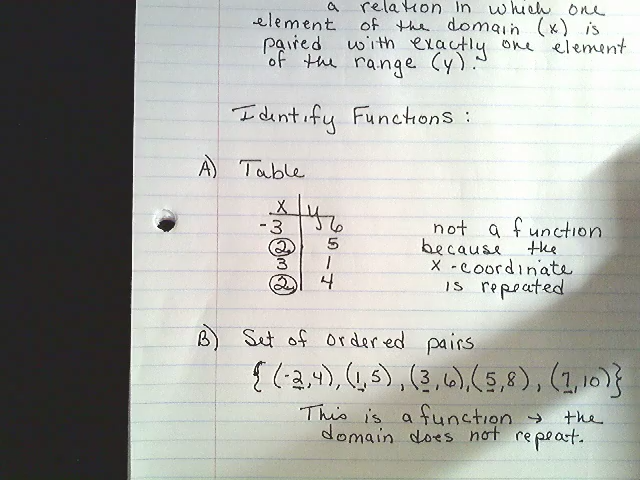 a relation in which one
element of the domain (x) is
paired with exactly one element
of the range (y).
Identify Functions :
A) Table
x y
-3 6
2 5
3 1
2 4
not a function
because the
x-coordinate
is repeated
B) Set of ordered pairs
{(-2,4),(1,5),(3,6),(5,8),(7,10)}
This is a function → the
domain does not repeat.